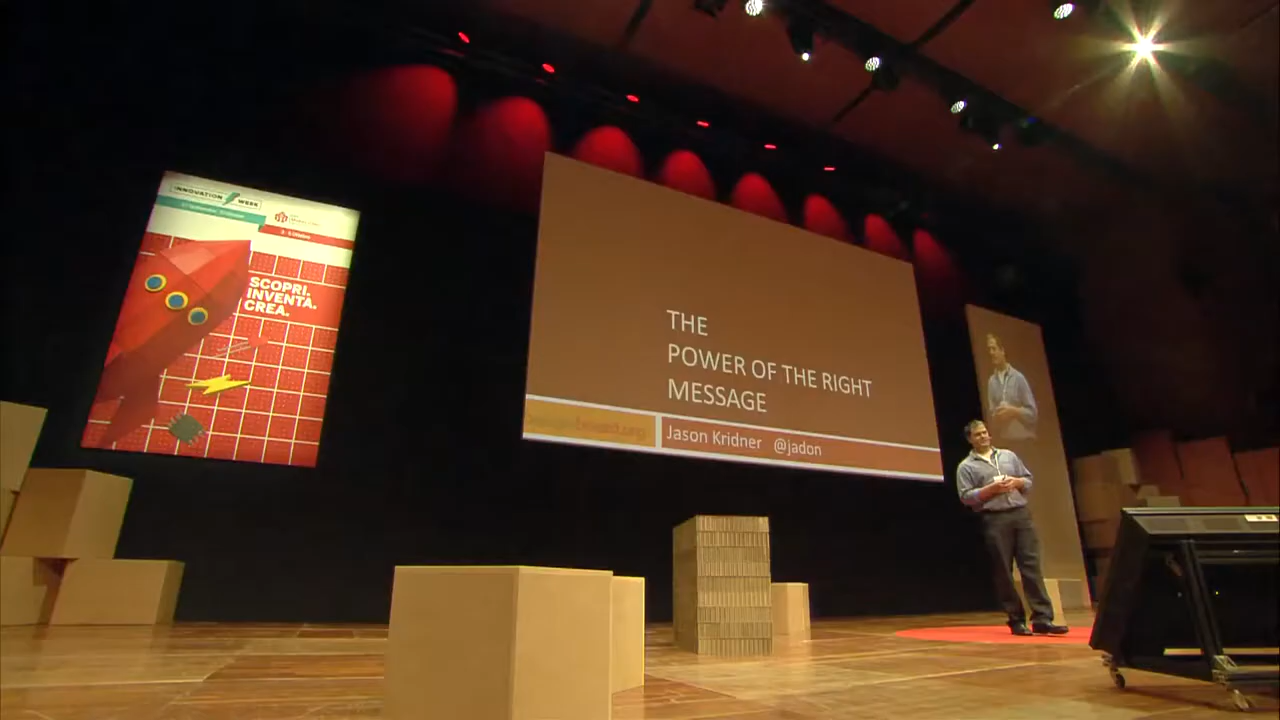 INNOVATION WEEK
SCOPRI.
INVENTA.
CREA.
THE
POWER OF THE RIGHT
MESSAGE
Jason Kridner @jadon